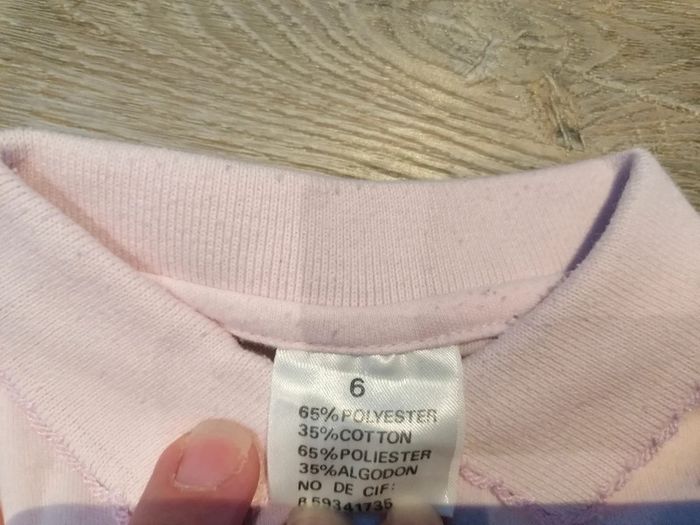 6
65%POLYESTER
35%COTTON
65%POLIESTER
35%ALGODON
NO DE CIF: